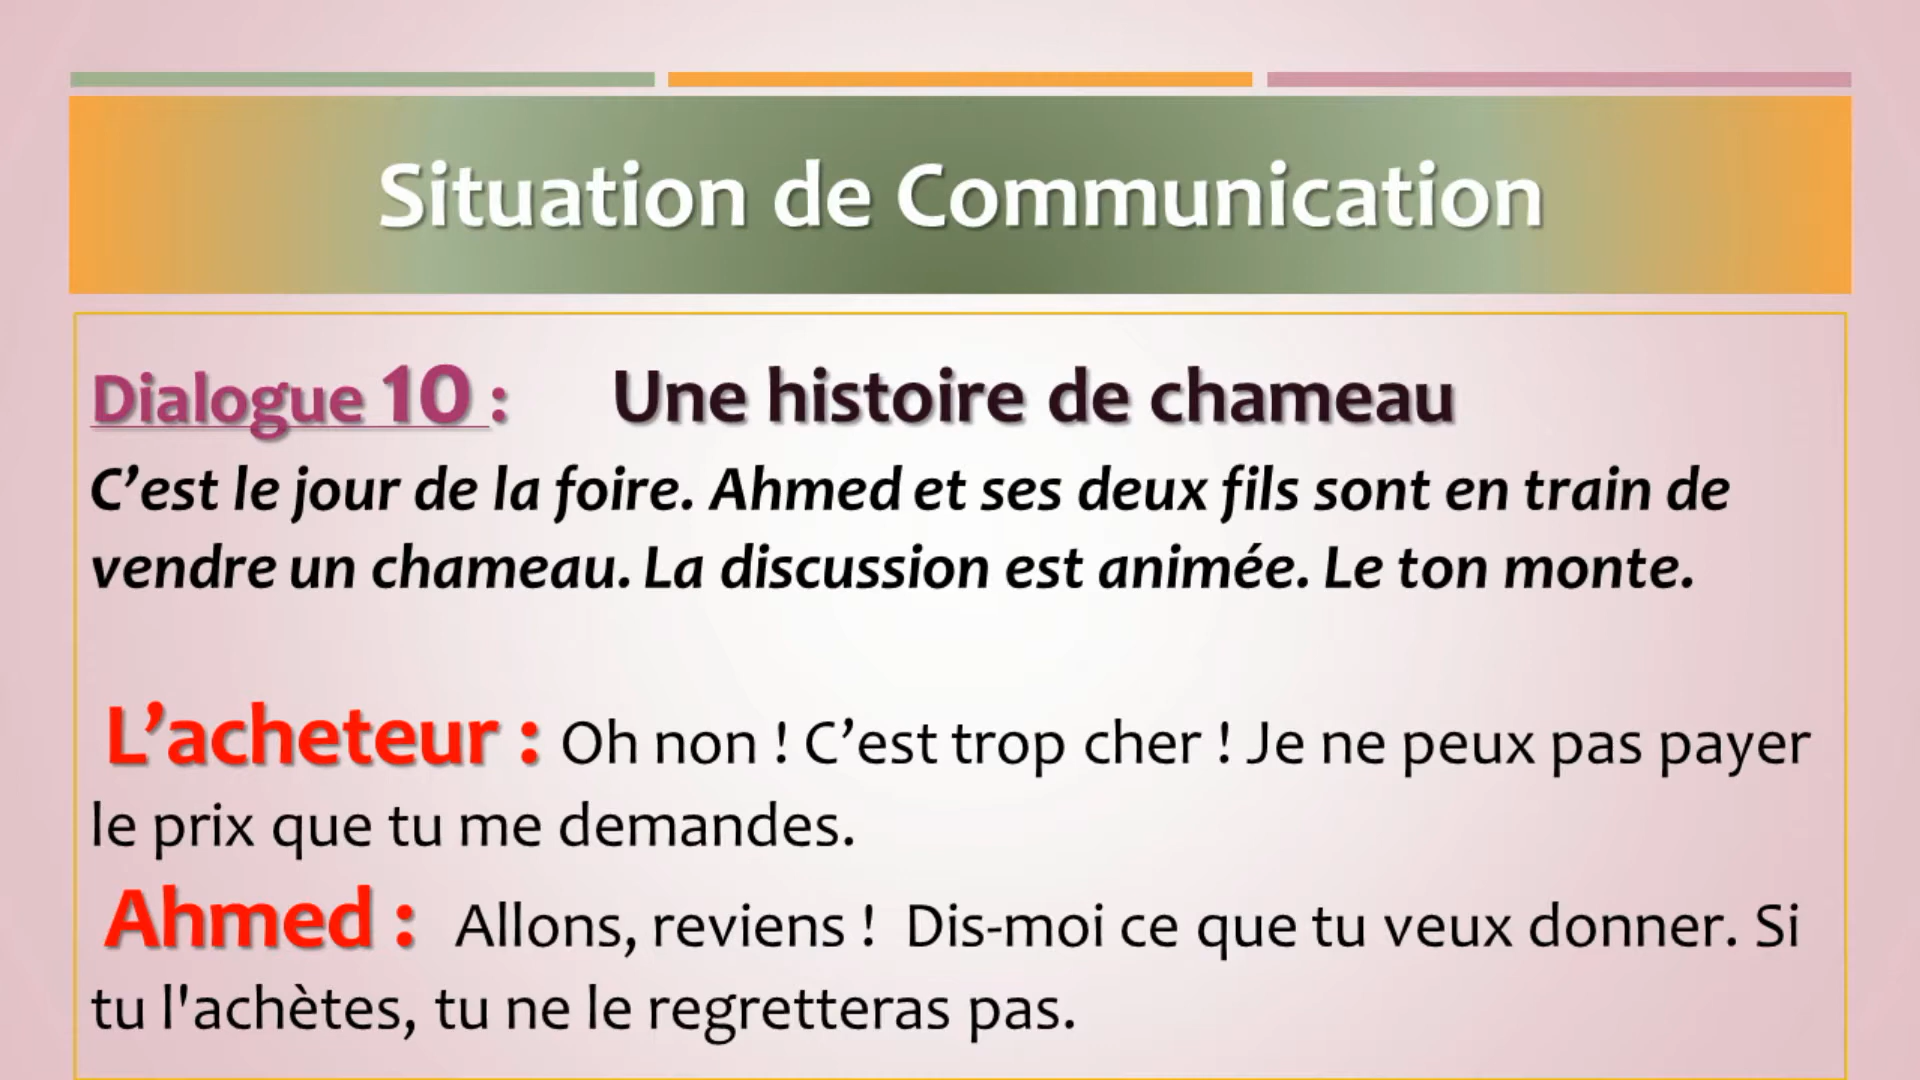 Situation de Communication
Dialogue 10 : Une histoire de chameau
C’est le jour de la foire. Ahmed et ses deux fils sont en train de
vendre un chameau. La discussion est animée. Le ton monte.
L’acheteur : Oh non ! C’est trop cher ! Je ne peux pas payer
le prix que tu me demandes.
Ahmed : Allons, reviens ! Dis-moi ce que tu veux donner. Si
tu l'achètes, tu ne le regretteras pas.